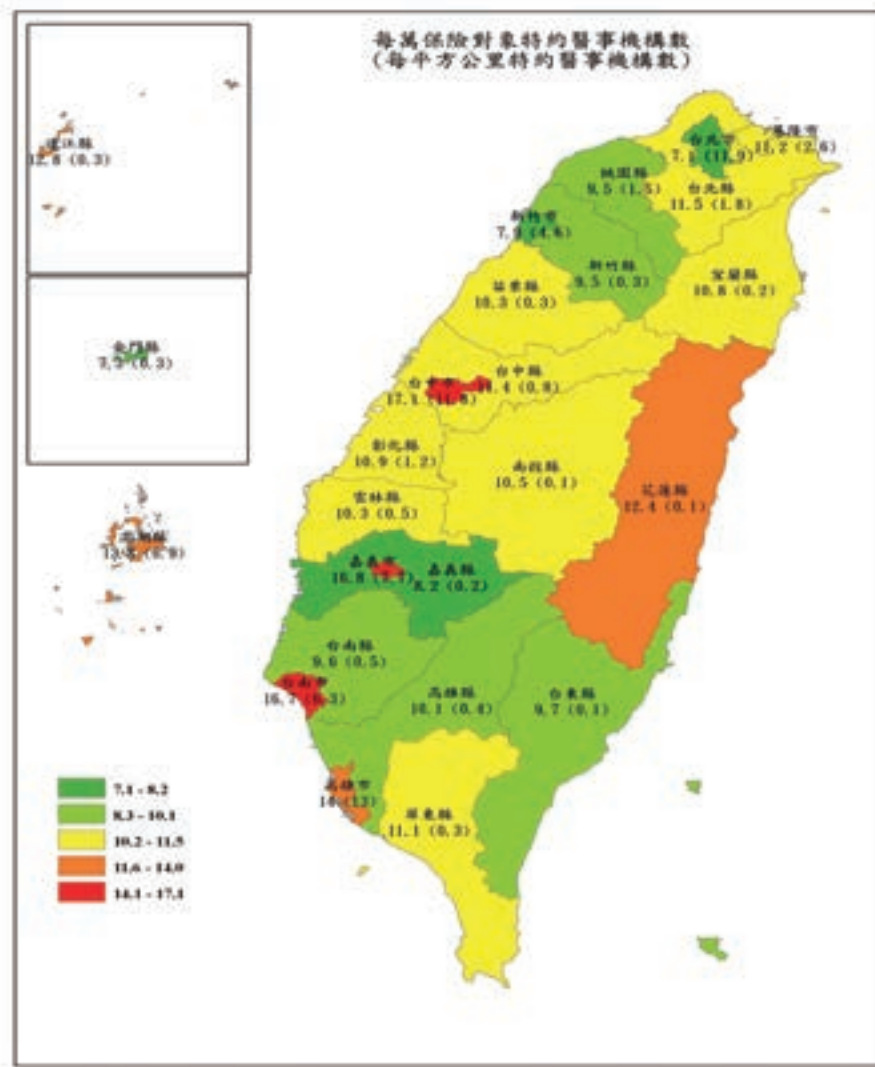 每萬保險對象特約醫事機構數
(每平方公里特約醫事機構數)
連江縣
12.8 (0.3)
金門縣
基隆市
11.2 (2.6)
台北市
7.1 (11.9)
台北縣
11.5 (1.8)
桃園縣
9.5 (1.5)
新竹市
新竹縣
9.5 (0.3)
宜蘭縣
10.8 (0.2)
苗栗縣
10.3 (0.3)
台中縣
台中市
彰化縣
10.9 (1.2)
南投縣
10.5 (0.1)
花蓮縣
12.4 (0.1)
雲林縣
10.3 (0.5)
嘉義市
嘉義縣
8.2 (0.2)
台南縣
9.6 (0.5)
台南市
高雄縣
10.1 (0.4)
台東縣
9.7 (0.1)
高雄市
14 (12)
屏東縣
11.1 (0.3)
7.1 - 8.2
8.3 - 10.1
10.2 - 11.5
11.6 - 14.0
14.1 - 17.1